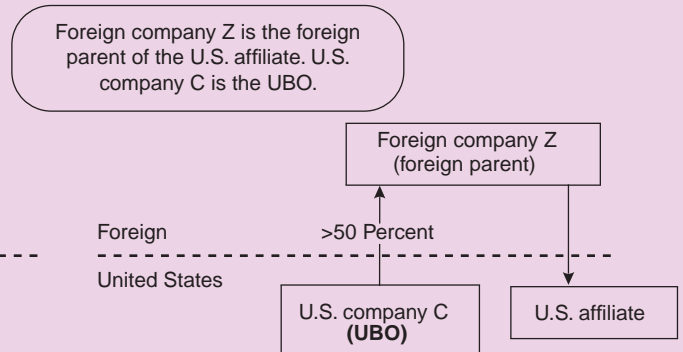 Foreign company Z is the foreign
parent of the U.S. affiliate. U.S.
company C is the UBO.
Foreign company Z
(foreign parent)
Foreign
>50 Percent
United States
U.S. company C
(UBO)
U.S. affiliate